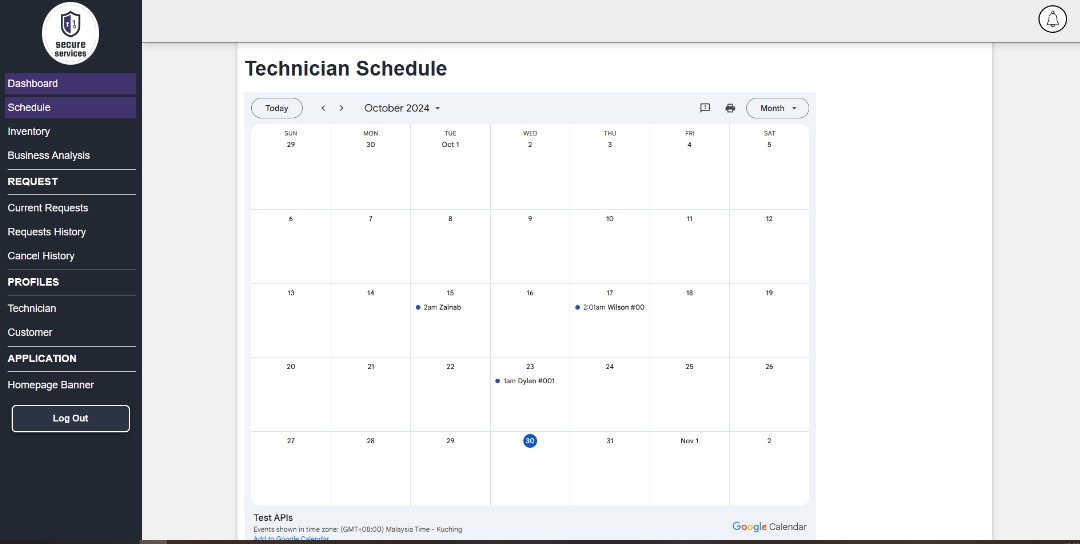 secure
services
Dashboard
Schedule
Inventory
Business Analysis
REQUEST
Current Requests
Requests History
Cancel History
PROFILES
Technician
Customer
APPLICATION
Homepage Banner
Log Out
Technician Schedule
Today
October 2024
Month
SUN MON TUE WED THU FRI SAT
29 30 Oct 1 2 3 4 5
6 7 8 9 10 11 12
13 14 15 16 17 18 19
2am Zainab 2:01am Wilson #00
20 21 22 23 24 25 26
1am Dylan #001
27 28 29 30 31 Nov 1 2
Test APIs
Events shown in time zone: (GMT+08:00) Malaysia Time - Kuching
Google Calendar
Add to Google Calendar